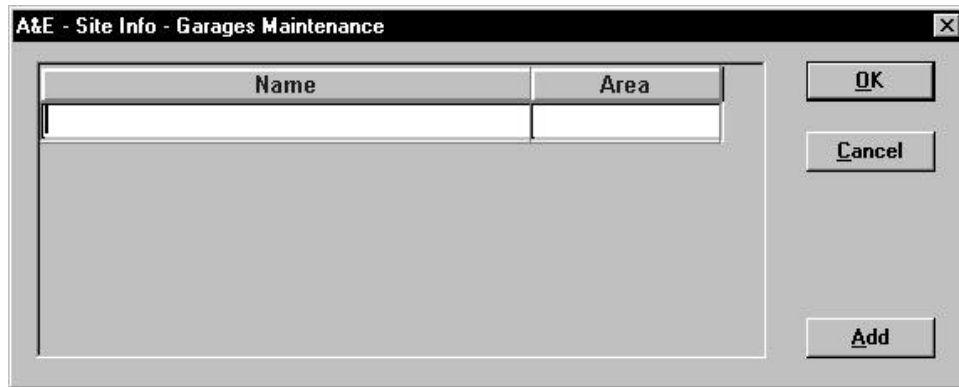 A&E - Site Info - Garages Maintenance
Name Area
OK
Cancel
Add